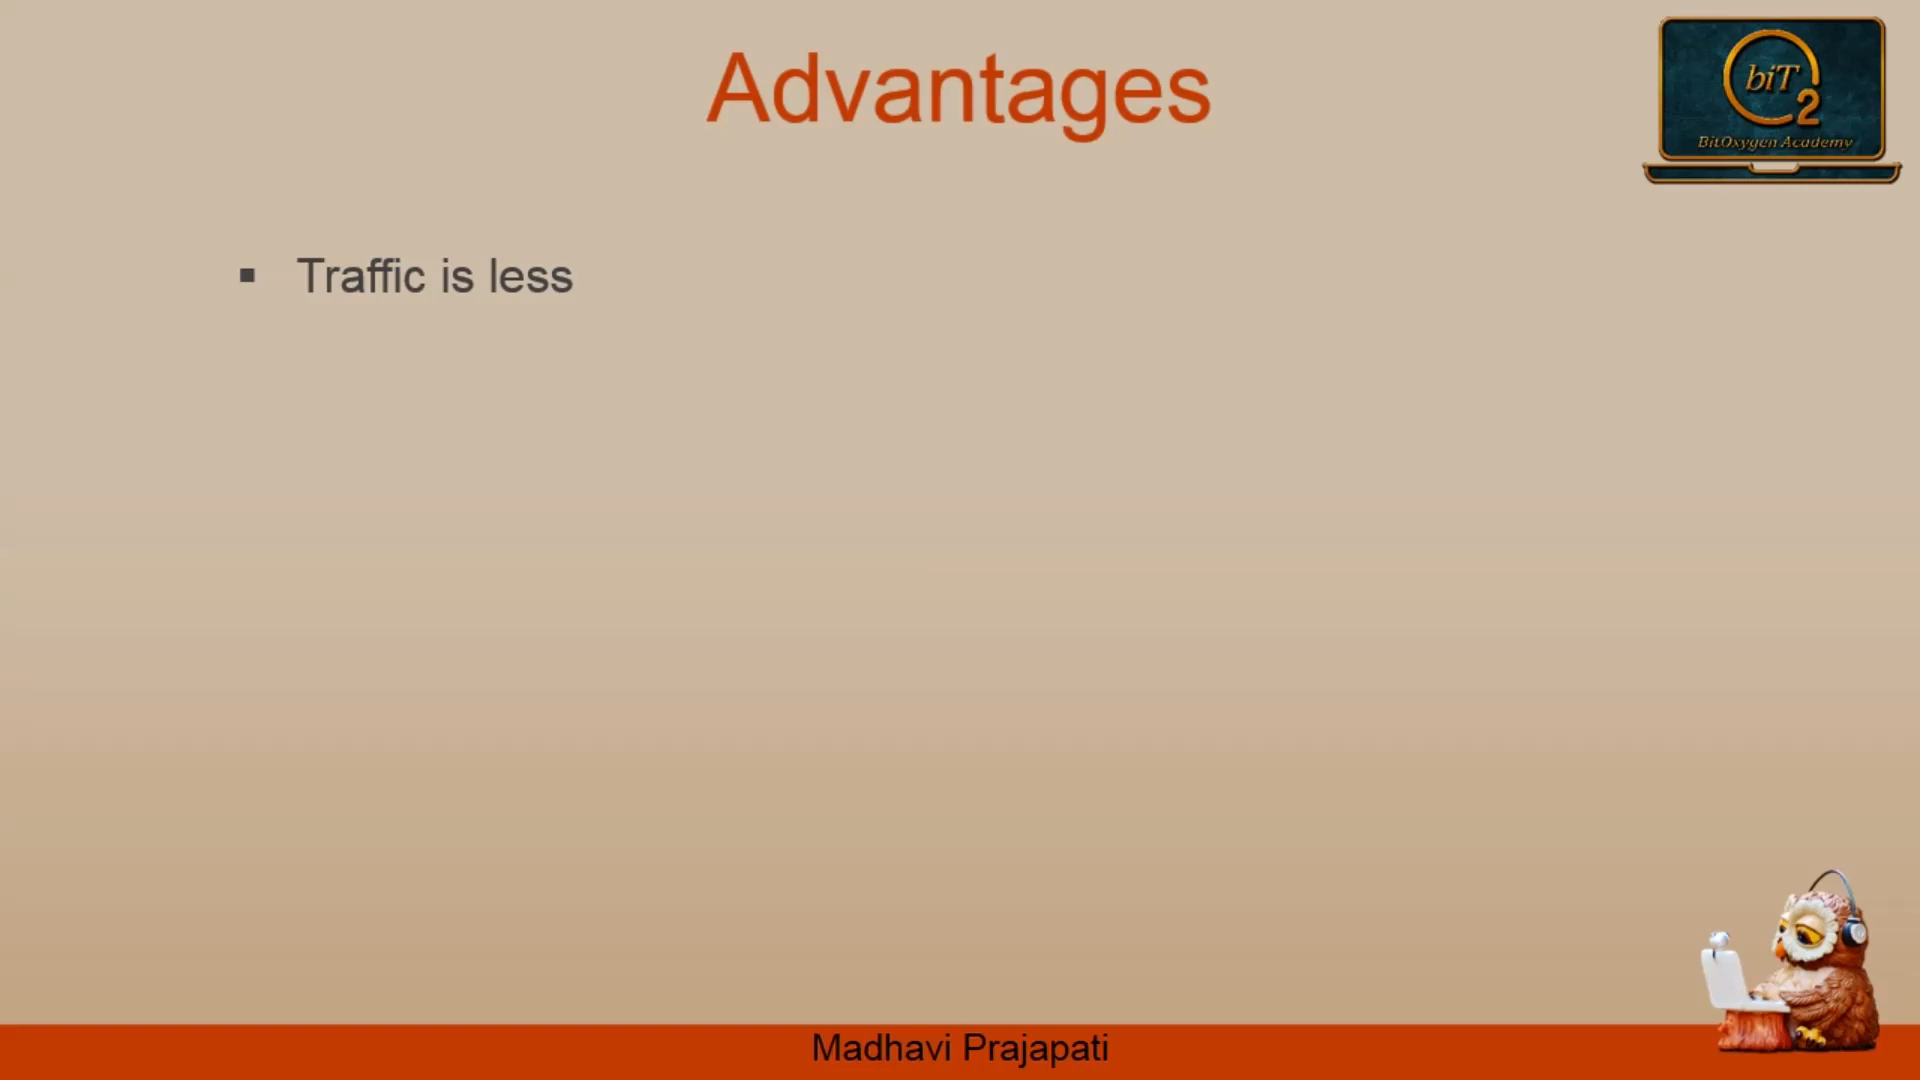 Advantages
biT
2
BitOxygen Academy
▪ Traffic is less
Madhavi Prajapati